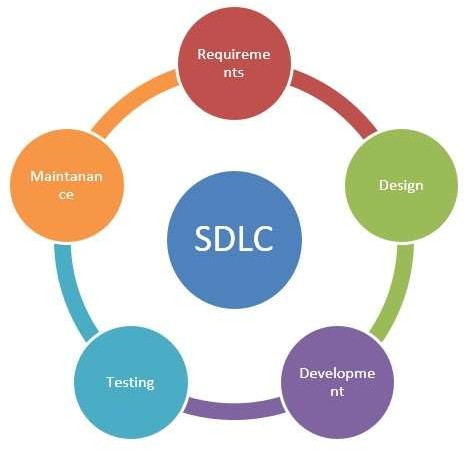 Requireme
nts
Design
Developme
nt
Testing
Maintanan
ce
SDLC